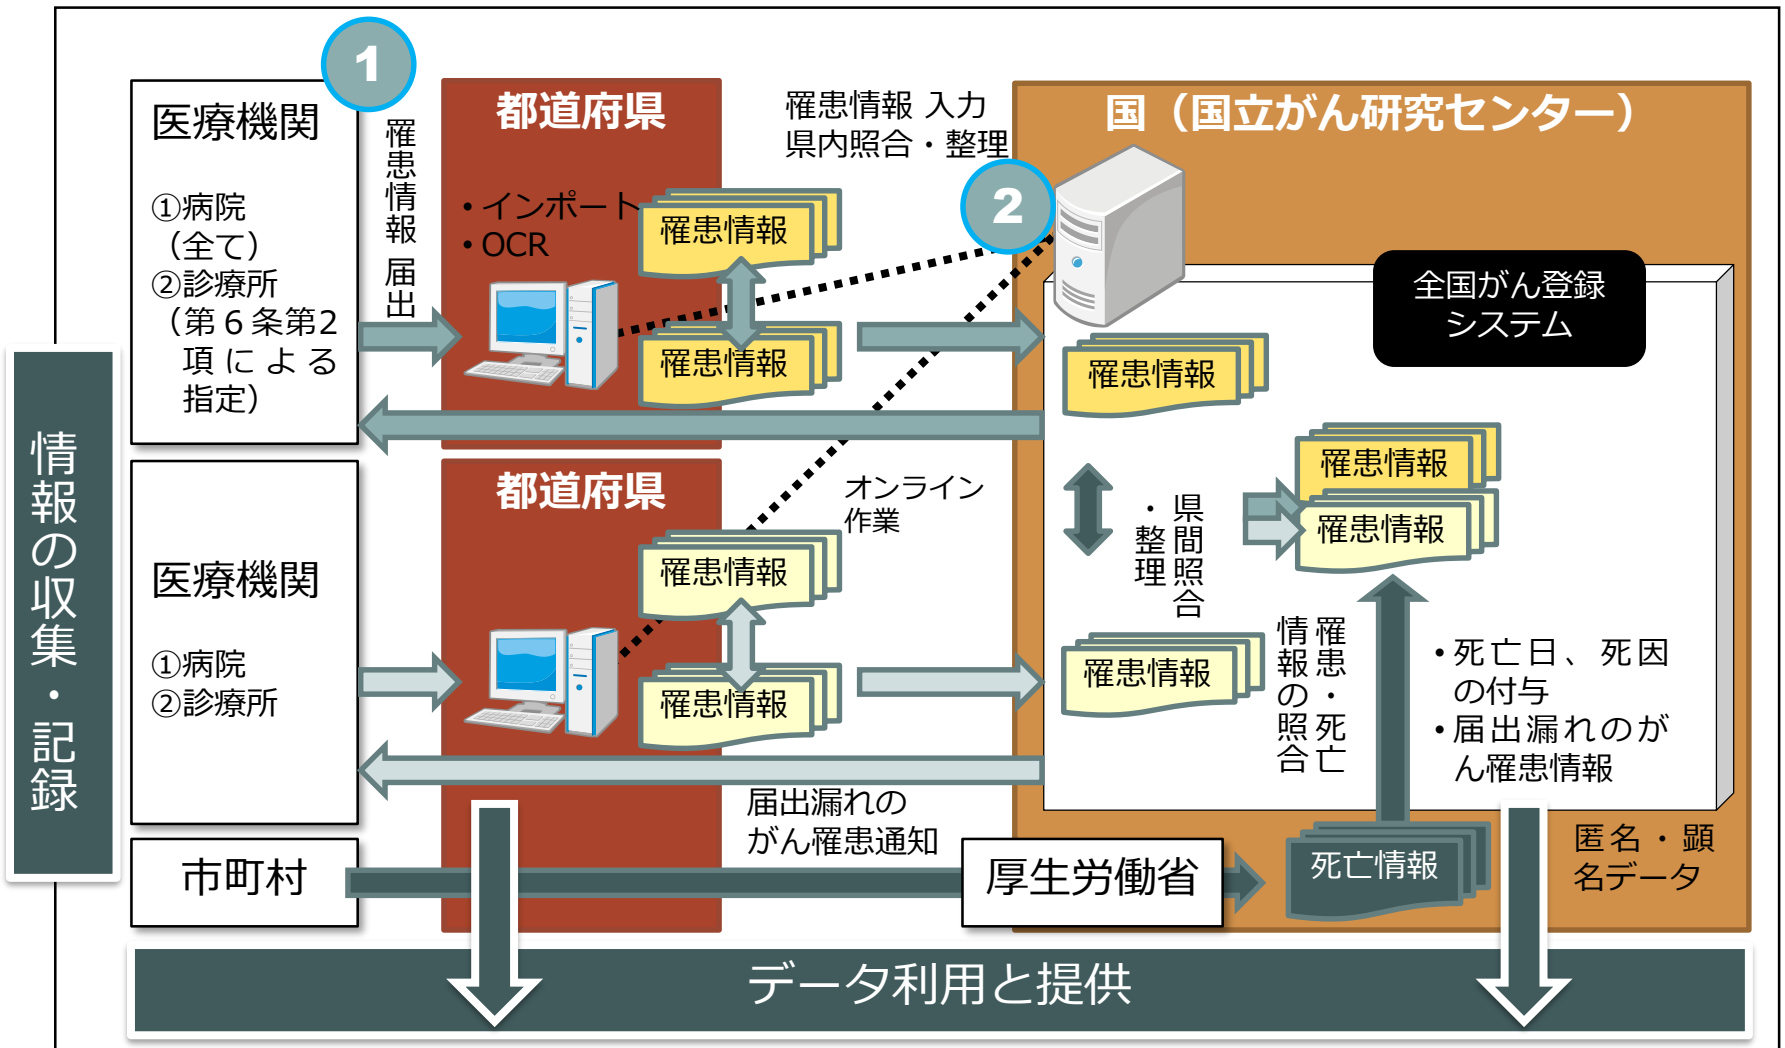 情報の収集・記録
1
医療機関
①病院
（全て）
②診療所
（第６条第2
項による
指定）
罹患情報 届出
都道府県
・インポート
・OCR
罹患情報
罹患情報
罹患情報 入力
県内照合・整理
2
国（国立がん研究センター）
全国がん登録
システム
罹患情報
医療機関
①病院
②診療所
都道府県
罹患情報
罹患情報
オンライン
作業
県間照合
・整理
罹患情報
罹患情報
罹患情報
罹患・死亡
情報の照合
・死亡日、死因
の付与
・届出漏れのが
ん罹患情報
届出漏れの
がん罹患通知
市町村
厚生労働省
死亡情報
匿名・顕
名データ
データ利用と提供